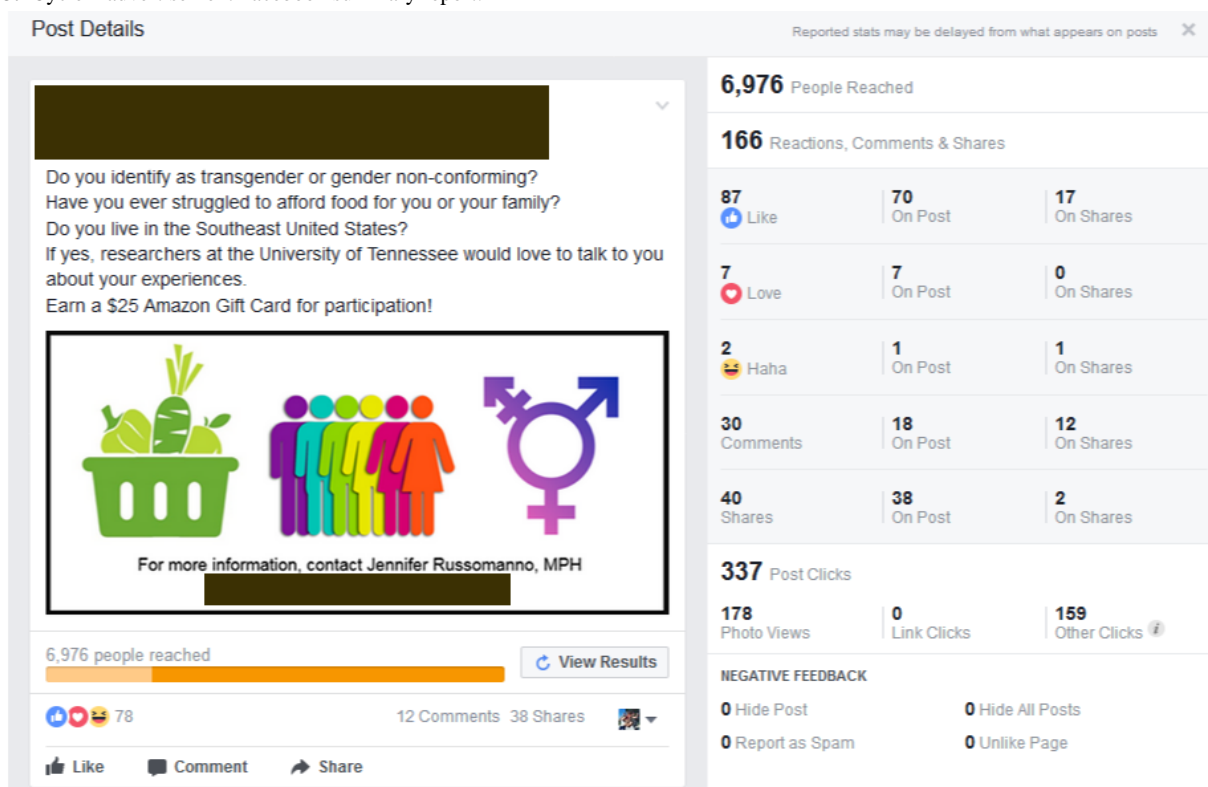 Post Details
Reported stats may be delayed from what appears on posts
Do you identify as transgender or gender non-conforming?
Have you ever struggled to afford food for you or your family?
Do you live in the Southeast United States?
If yes, researchers at the University of Tennessee would love to talk to you
about your experiences.
Earn a $25 Amazon Gift Card for participation!
For more information, contact Jennifer Russomanno, MPH
6,976 people reached
View Results
78
12 Comments 38 Shares
Like Comment Share
6,976 People Reached
166 Reactions, Comments & Shares
87 70 17
Like On Post On Shares
7 7 0
Love On Post On Shares
2 1 1
Haha On Post On Shares
30 18 12
Comments On Post On Shares
40 38 2
Shares On Post On Shares
337 Post Clicks
178 0 159
Photo Views Link Clicks Other Clicks i
NEGATIVE FEEDBACK
0 Hide Post 0 Hide All Posts
0 Report as Spam 0 Unlike Page